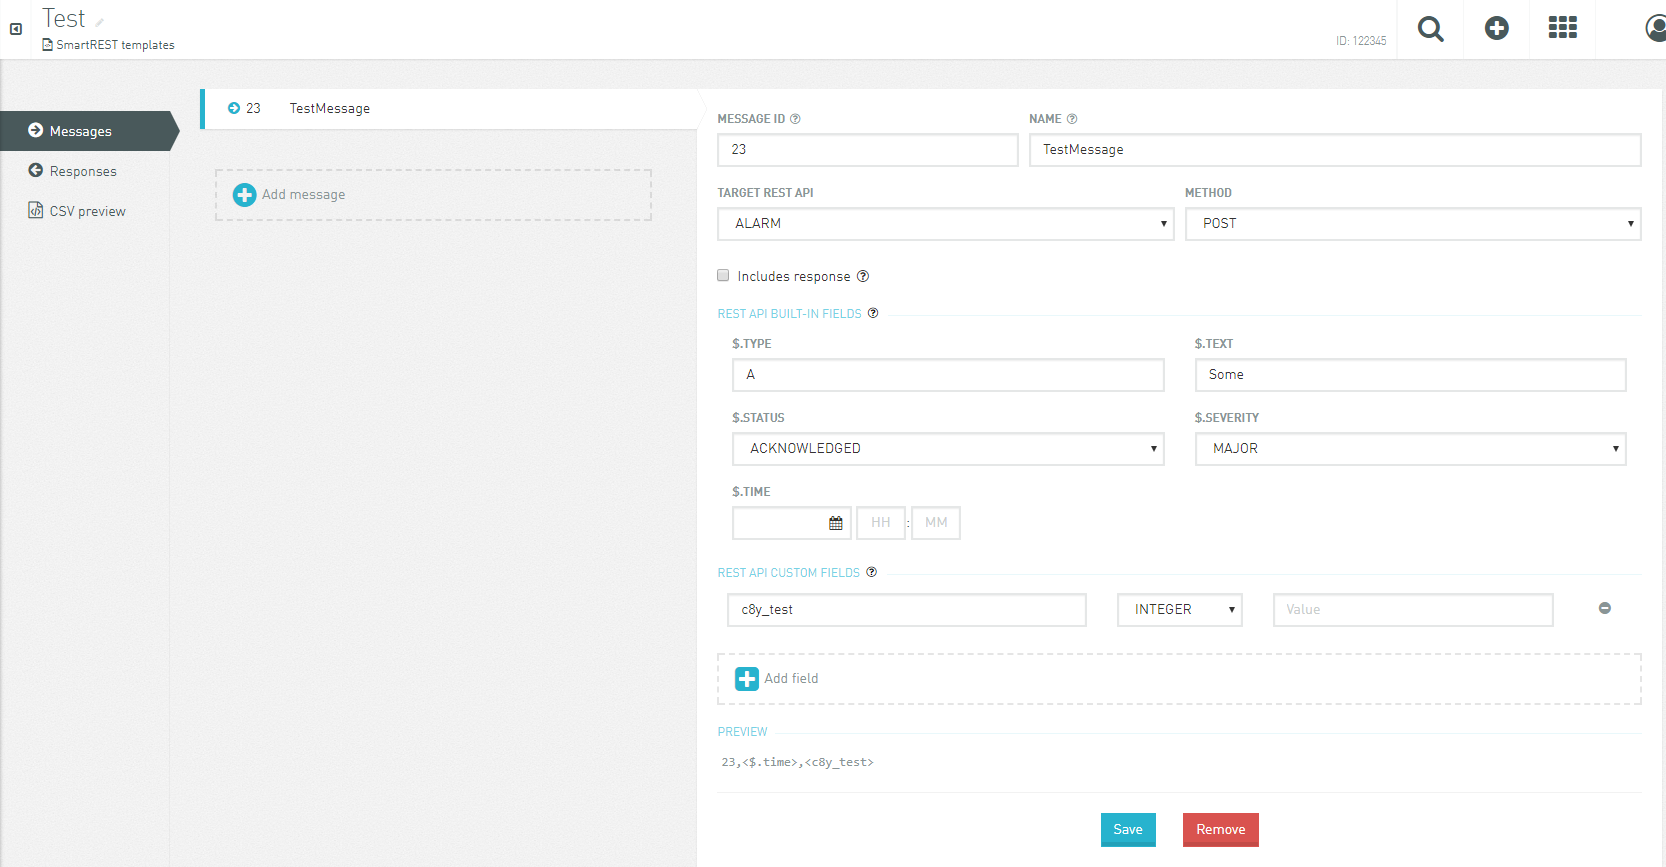 Test
SmartREST templates
ID: 122345
Messages
Responses
CSV preview
23 TestMessage
Add message
MESSAGE ID
NAME
23
TestMessage
TARGET REST API
METHOD
ALARM
POST
Includes response
REST API BUILT-IN FIELDS
$.TYPE
$.TEXT
A
Some
$.STATUS
$.SEVERITY
ACKNOWLEDGED
MAJOR
$.TIME
HH : MM
REST API CUSTOM FIELDS
c8y_test
INTEGER
Value
Add field
PREVIEW
23,<$.time>,<c8y_test>
Save
Remove